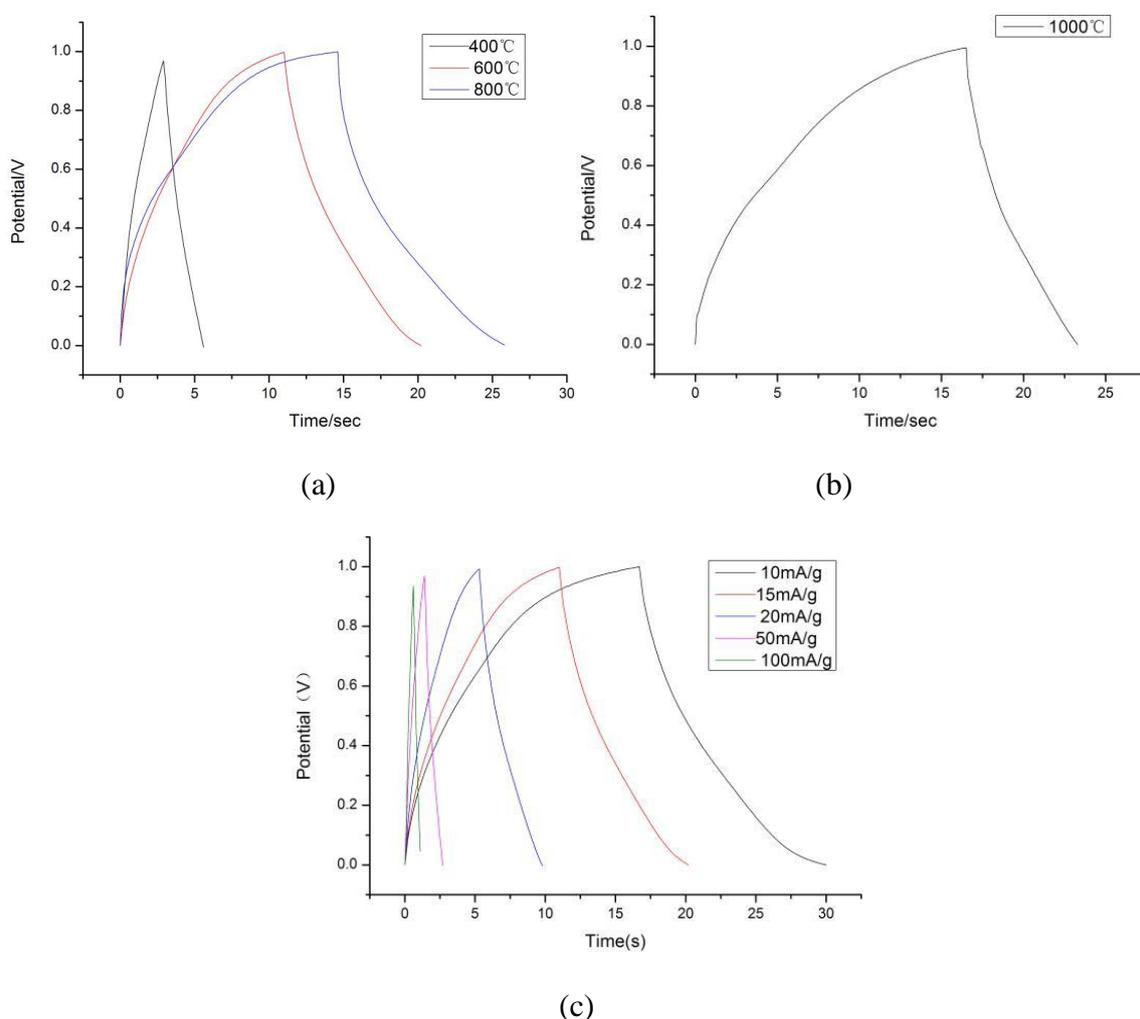 400℃
600℃
800℃
1.0
0.8
0.6
0.4
0.2
0.0
Potential/V
0 5 10 15 20 25 30
Time/sec
(a)
1000℃
1.0
0.8
0.6
0.4
0.2
0.0
Potential/V
0 5 10 15 20 25
Time/sec
(b)
10mA/g
15mA/g
20mA/g
50mA/g
100mA/g
1.0
0.8
0.6
0.4
0.2
0.0
Potential（V）
0 5 10 15 20 25 30
Time(s)
(c)